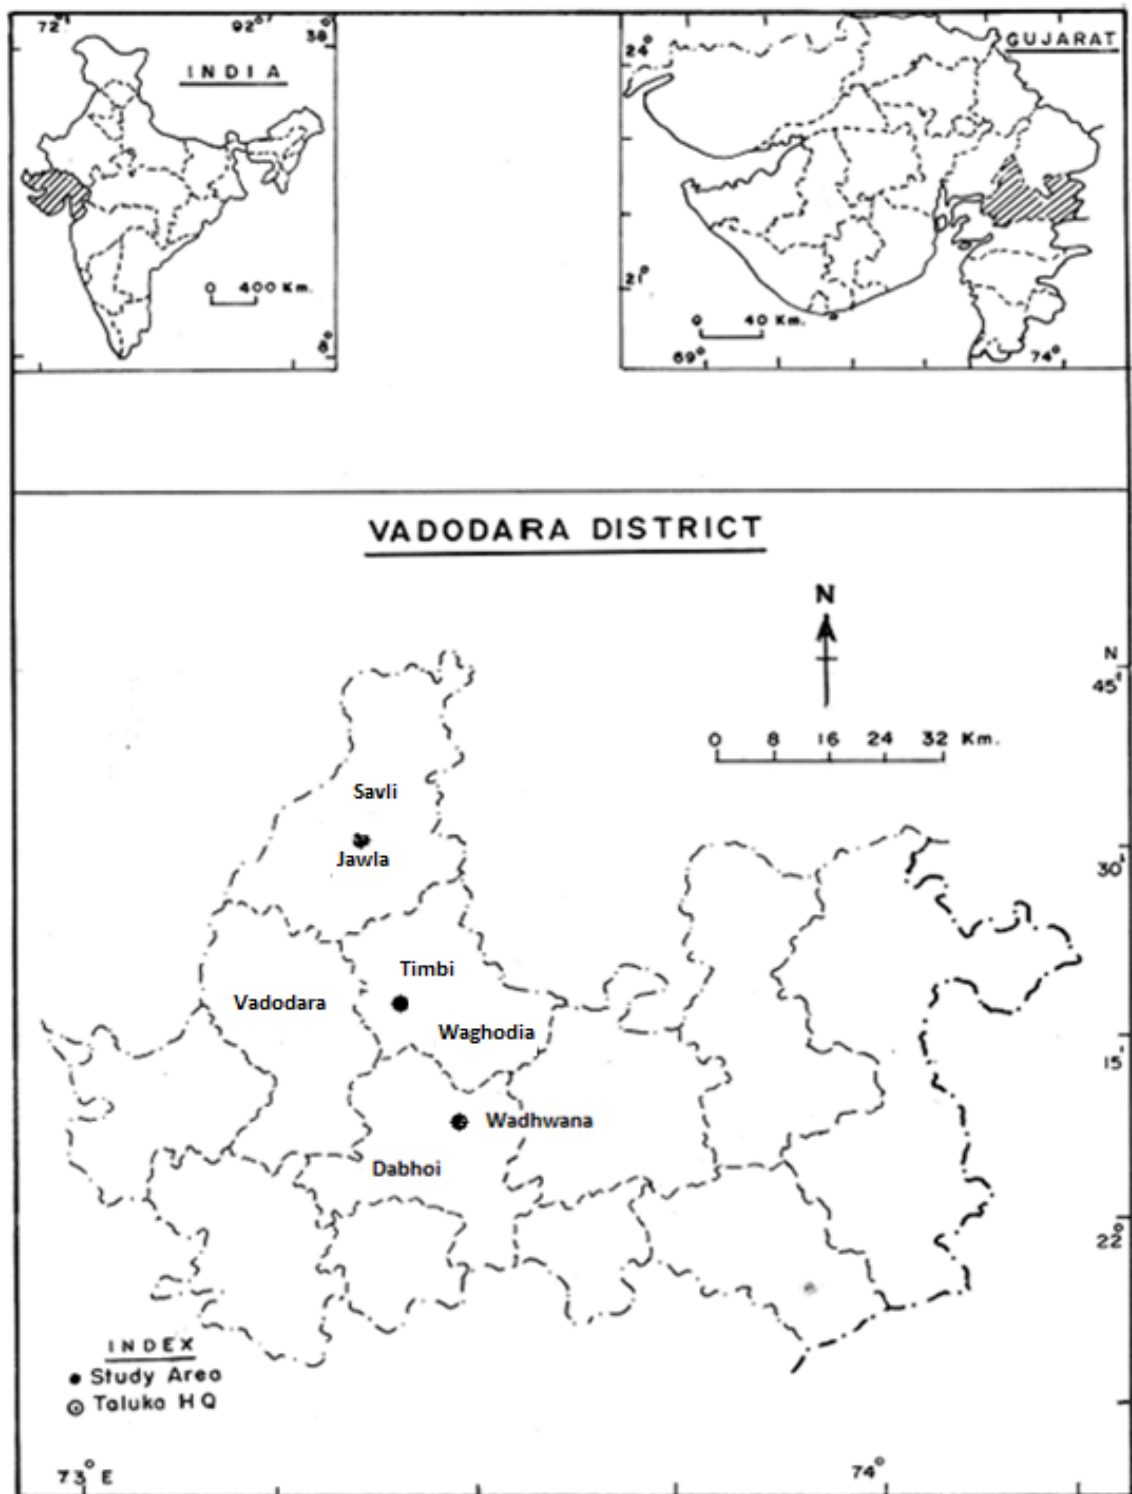 72° 92° 38°
INDIA
0 400 Km.
8°
GUJARAT
24°
21°
0 40 Km.
69° 74°
VADODARA DISTRICT
N
N
45'
0 8 16 24 32 Km.
Savli
Jawla
30'
Timbi
Vadodara
Waghodia
15'
Wadhwana
Dabhoi
22°
INDEX
Study Area
Taluka HQ
73° E 74°